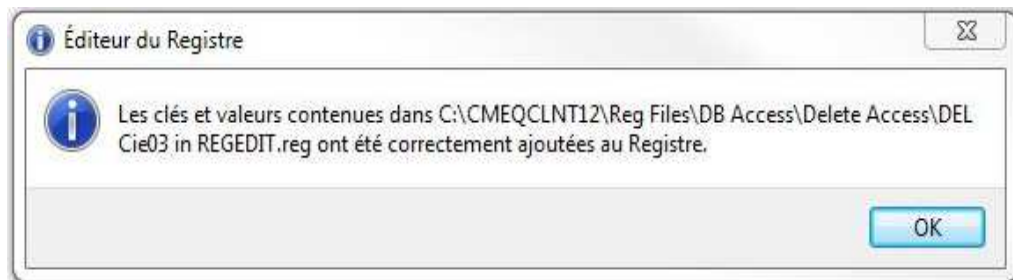 Éditeur du Registre
Les clés et valeurs contenues dans C:\CMEQCLNT12\Reg Files\DB Access\Delete Access\DEL
Cie03 in REGEDIT.reg ont été correctement ajoutées au Registre.
OK